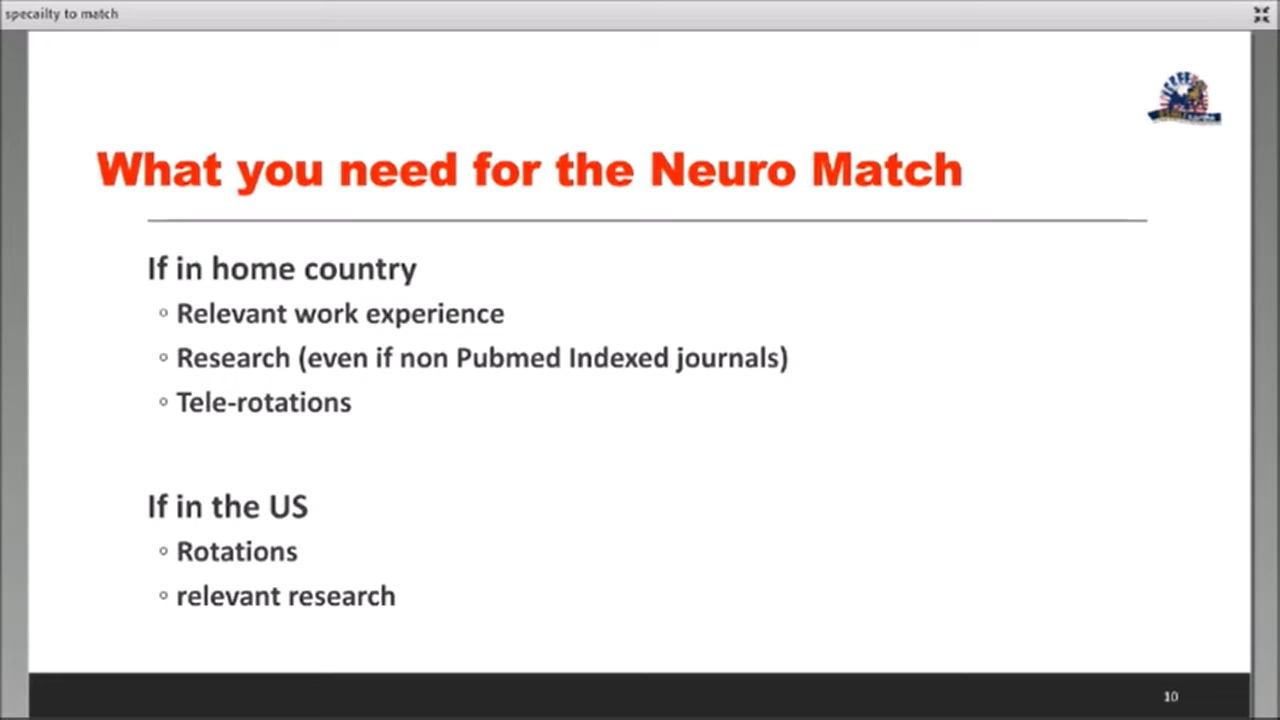 specailty to match
What you need for the Neuro Match
If in home country
Relevant work experience
Research (even if non Pubmed Indexed journals)
Tele-rotations
If in the US
Rotations
relevant research
10